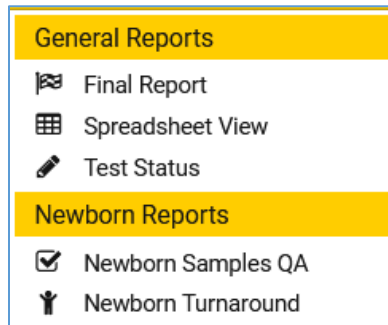 General Reports
Final Report
Spreadsheet View
Test Status
Newborn Reports
Newborn Samples QA
Newborn Turnaround